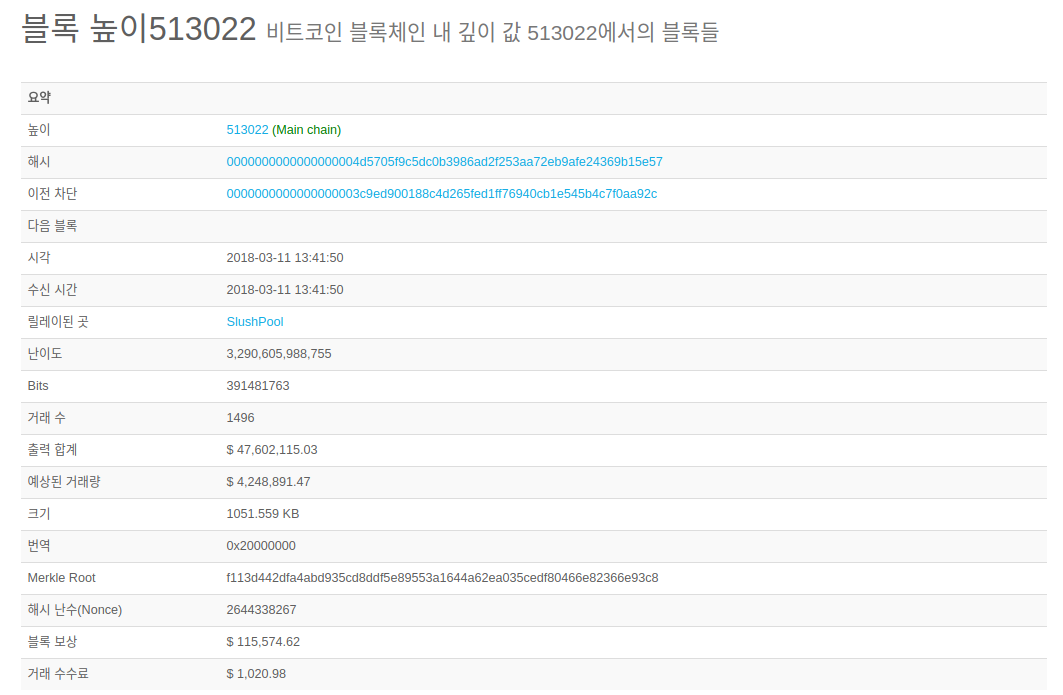 블록 높이513022 비트코인 블록체인 내 깊이 값 513022에서의 블록들
요약
높이 513022 (Main chain)
해시 0000000000000000004d5705f9c5dc0b3986ad2f253aa72eb9afe24369b15e57
이전 차단 0000000000000000003c9ed900188c4d265fed1ff76940cb1e545b4c7f0aa92c
다음 블록
시각 2018-03-11 13:41:50
수신 시간 2018-03-11 13:41:50
릴레이된 곳 SlushPool
난이도 3,290,605,988,755
Bits 391481763
거래 수 1496
출력 합계 $ 47,602,115.03
예상된 거래량 $ 4,248,891.47
크기 1051.559 KB
번역 0x20000000
Merkle Root f113d442dfa4abd935cd8ddf5e89553a1644a62ea035cedf80466e82366e93c8
해시 난수(Nonce) 2644338267
블록 보상 $ 115,574.62
거래 수수료 $ 1,020.98